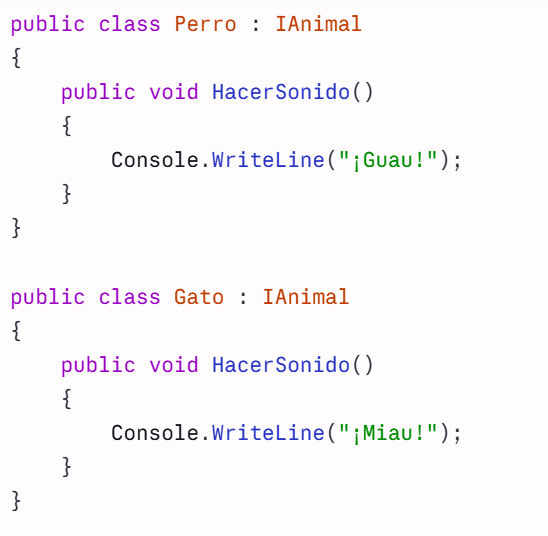 public class Perro : IAnimal
{
    public void HacerSonido()
    {
        Console.WriteLine("¡Guau!");
    }
}

public class Gato : IAnimal
{
    public void HacerSonido()
    {
        Console.WriteLine("¡Miau!");
    }
}